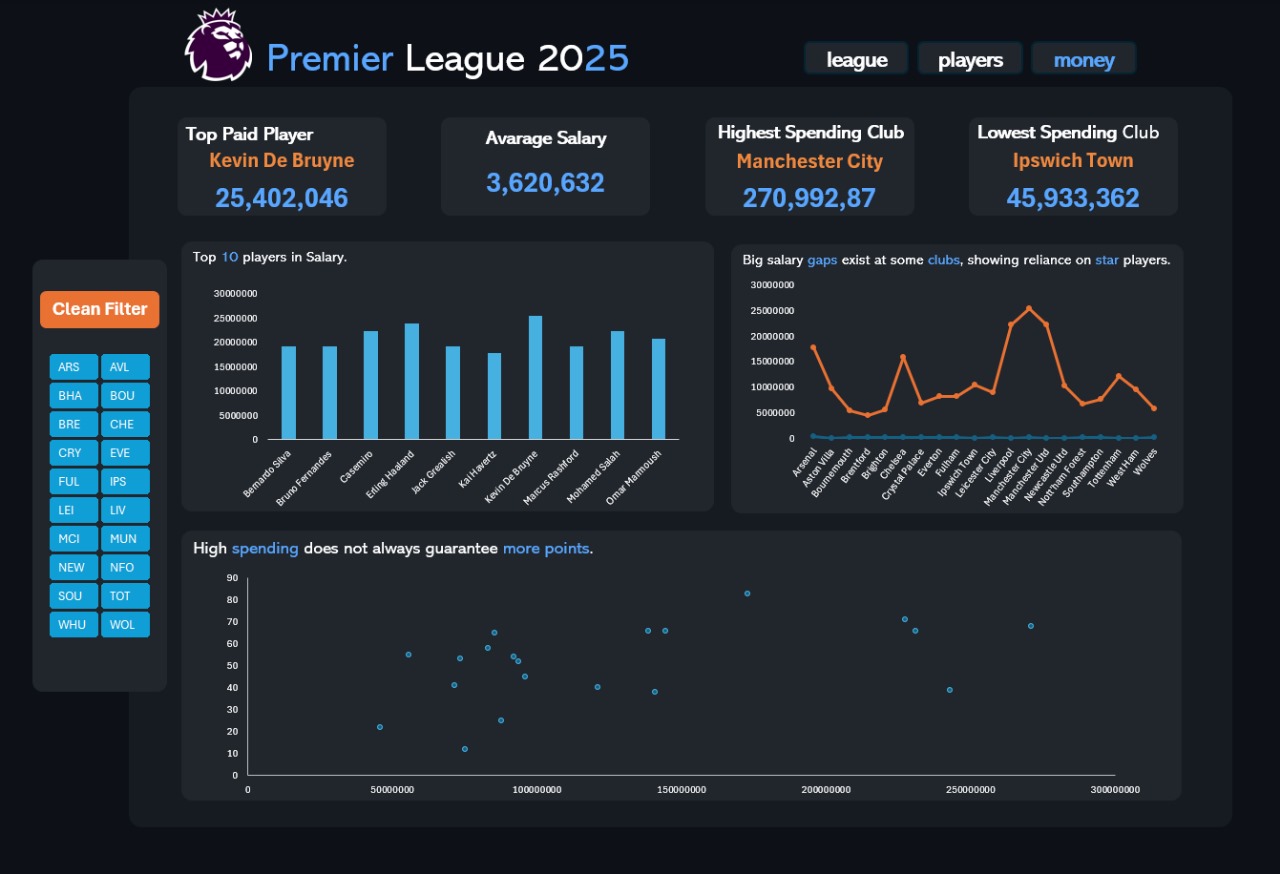 Premier League 2025
league
players
money
Top Paid Player
Kevin De Bruyne
25,402,046
Avarage Salary
3,620,632
Highest Spending Club
Manchester City
270,992,87
Lowest Spending Club
Ipswich Town
45,933,362
Clean Filter
ARS AVL
BHA BOU
BRE CHE
CRY EVE
FUL IPS
LEI LIV
MCI MUN
NEW NFO
SOU TOT
WHU WOL
Top 10 players in Salary.
30000000
25000000
20000000
15000000
10000000
5000000
0
Bernardo Silva
Bruno Fernandes
Casemiro
Erling Haaland
Jack Grealish
Kai Havertz
Kevin De Bruyne
Marcus Rashford
Mohamed Salah
Omar Marmoush
Big salary gaps exist at some clubs, showing reliance on star players.
30000000
25000000
20000000
15000000
10000000
5000000
0
Arsenal
Aston Villa
Bournemouth
Brentford
Brighton
Chelsea
Crystal Palace
Everton
Fulham
Ipswich Town
Leicester City
Liverpool
Manchester City
Manchester Utd
Newcastle Utd
Nott'ham Forest
Southampton
Tottenham
West Ham
Wolves
High spending does not always guarantee more points.
90
80
70
60
50
40
30
20
10
0
0 50000000 100000000 150000000 200000000 250000000 300000000